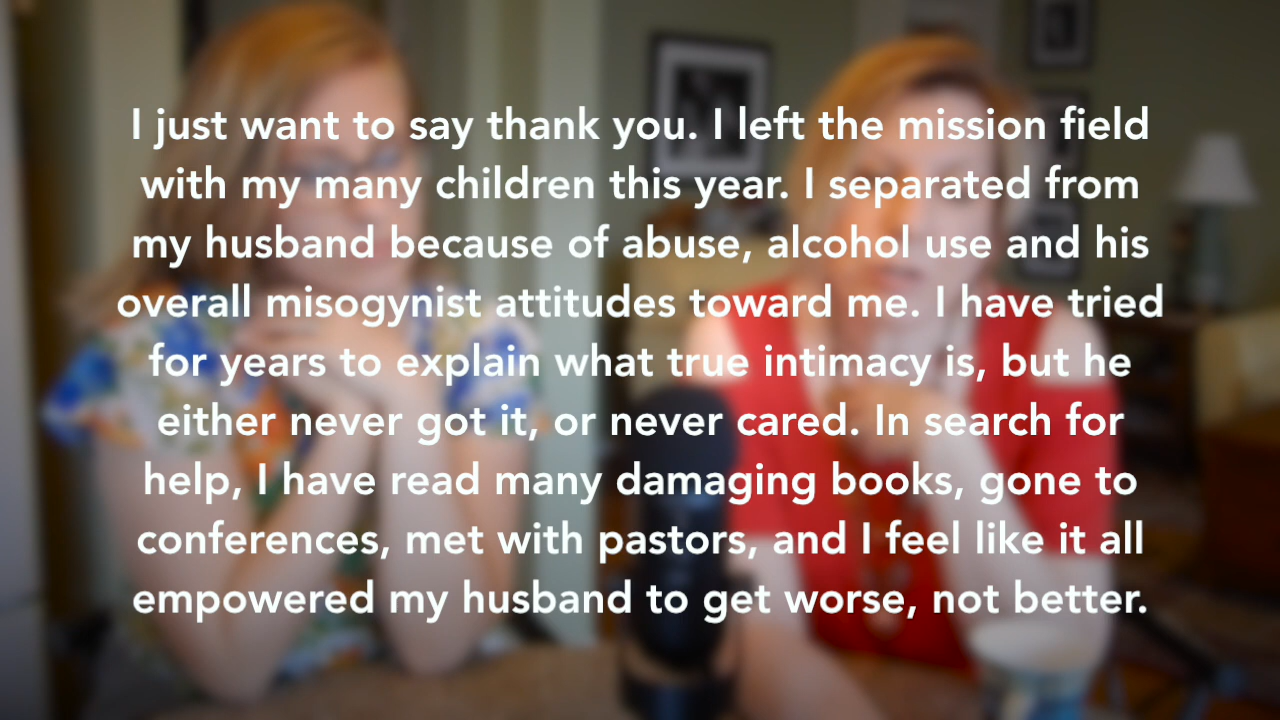 I just want to say thank you. I left the mission field
with my many children this year. I separated from
my husband because of abuse, alcohol use and his
overall misogynist attitudes toward me. I have tried
for years to explain what true intimacy is, but he
either never got it, or never cared. In search for
help, I have read many damaging books, gone to
conferences, met with pastors, and I feel like it all
empowered my husband to get worse, not better.